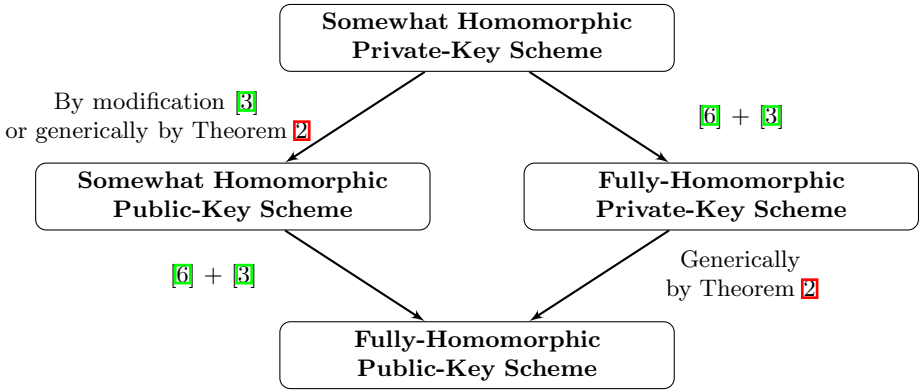 Somewhat Homomorphic
Private-Key Scheme
By modification [3]
or generically by Theorem 2
[6] + [3]
Somewhat Homomorphic
Public-Key Scheme
Fully-Homomorphic
Private-Key Scheme
[6] + [3]
Generically
by Theorem 2
Fully-Homomorphic
Public-Key Scheme